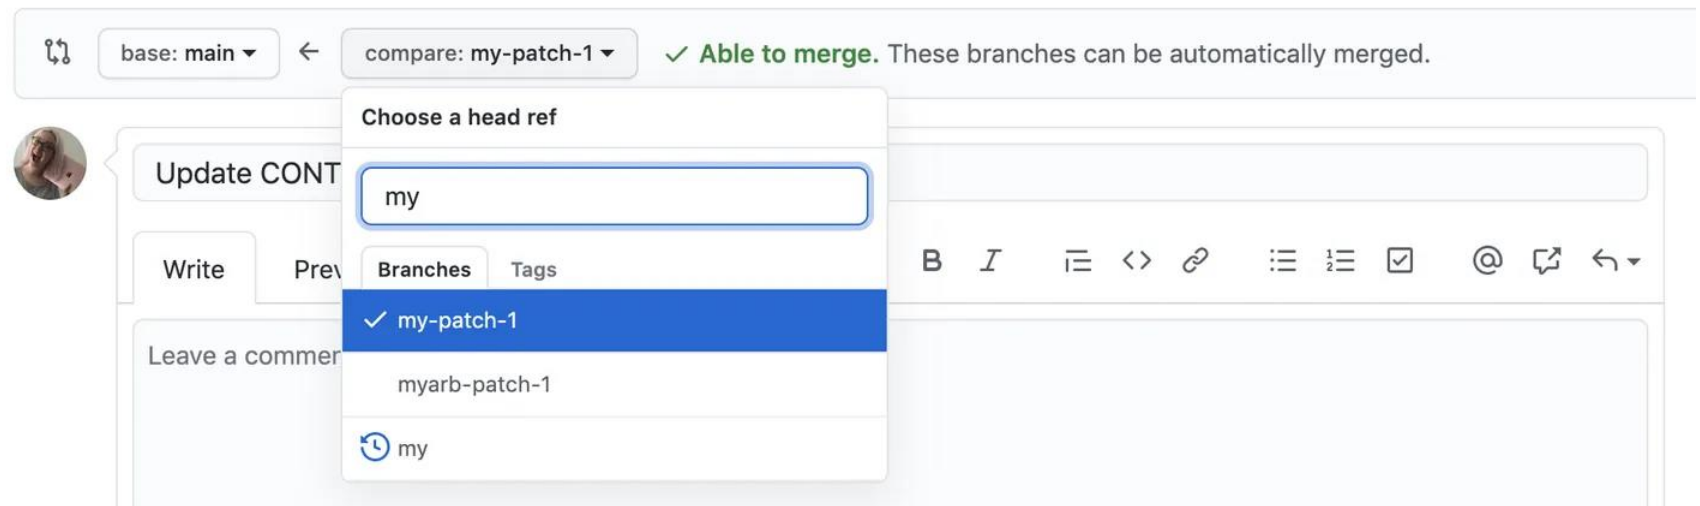 base: main ← compare: my-patch-1 ✓ Able to merge. These branches can be automatically merged.
Choose a head ref
Update CONT
my
Write Prev
Branches Tags
my-patch-1
Leave a commen
myarb-patch-1
my